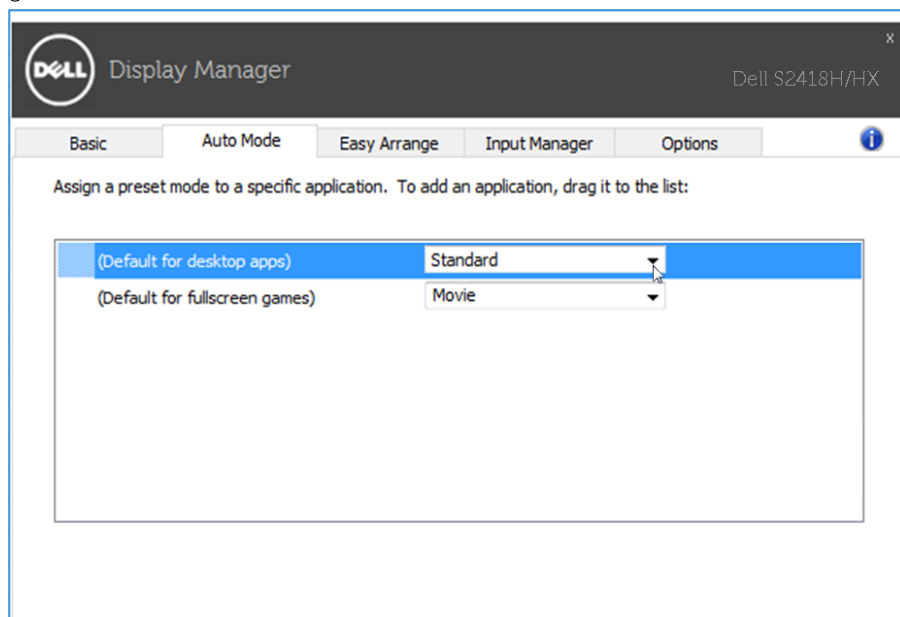 DELL Display Manager
x
Dell S2418H/HX
Basic Auto Mode Easy Arrange Input Manager Options i
Assign a preset mode to a specific application. To add an application, drag it to the list:
(Default for desktop apps) Standard
(Default for fullscreen games) Movie